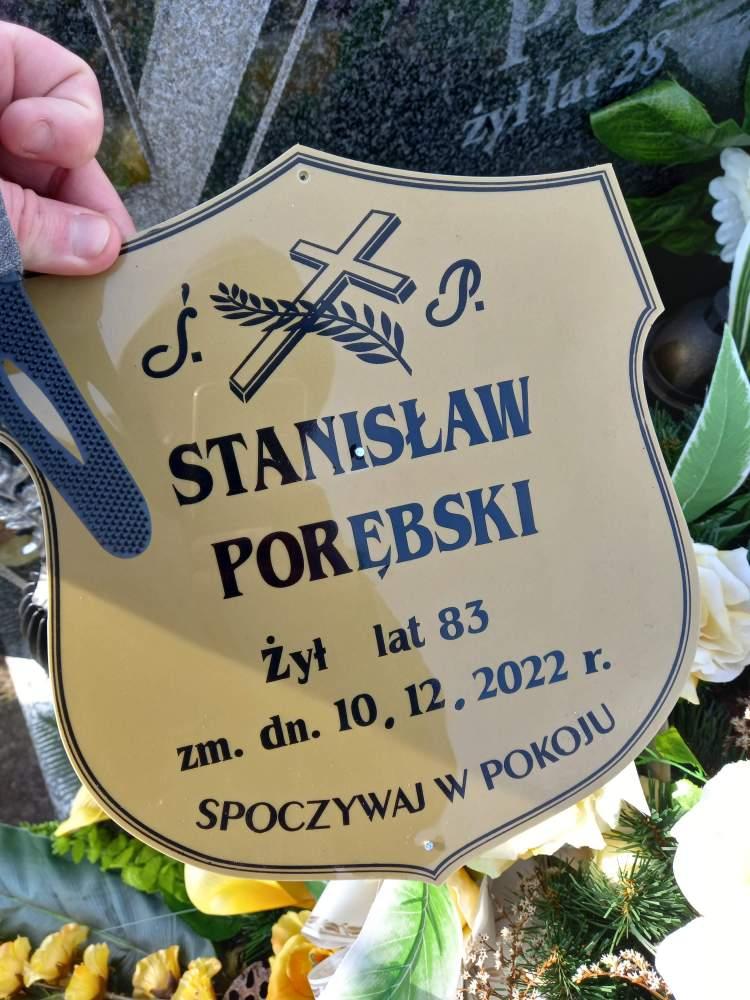 żył lat 28
Ś. P.
STANISŁAW
PORĘBSKI
Żył lat 83
zm. dn. 10.12.2022 r.
SPOCZYWAJ W POKOJU